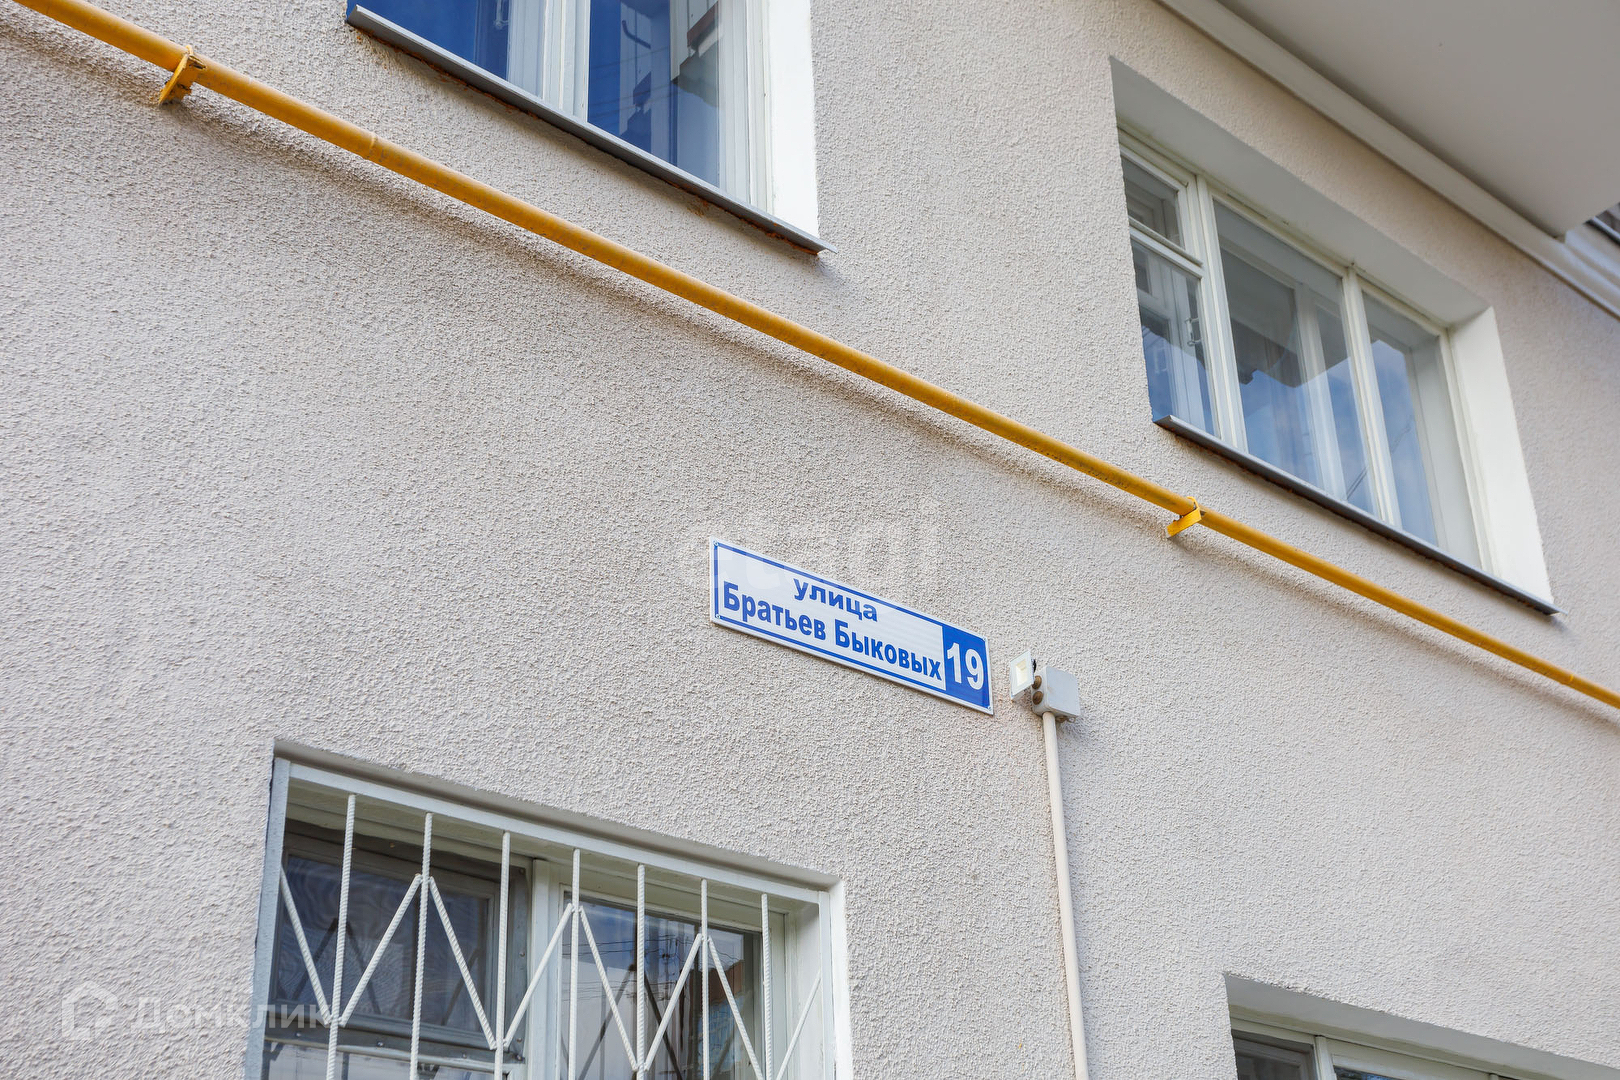 улица
Братьев Быковых 19
Домклик